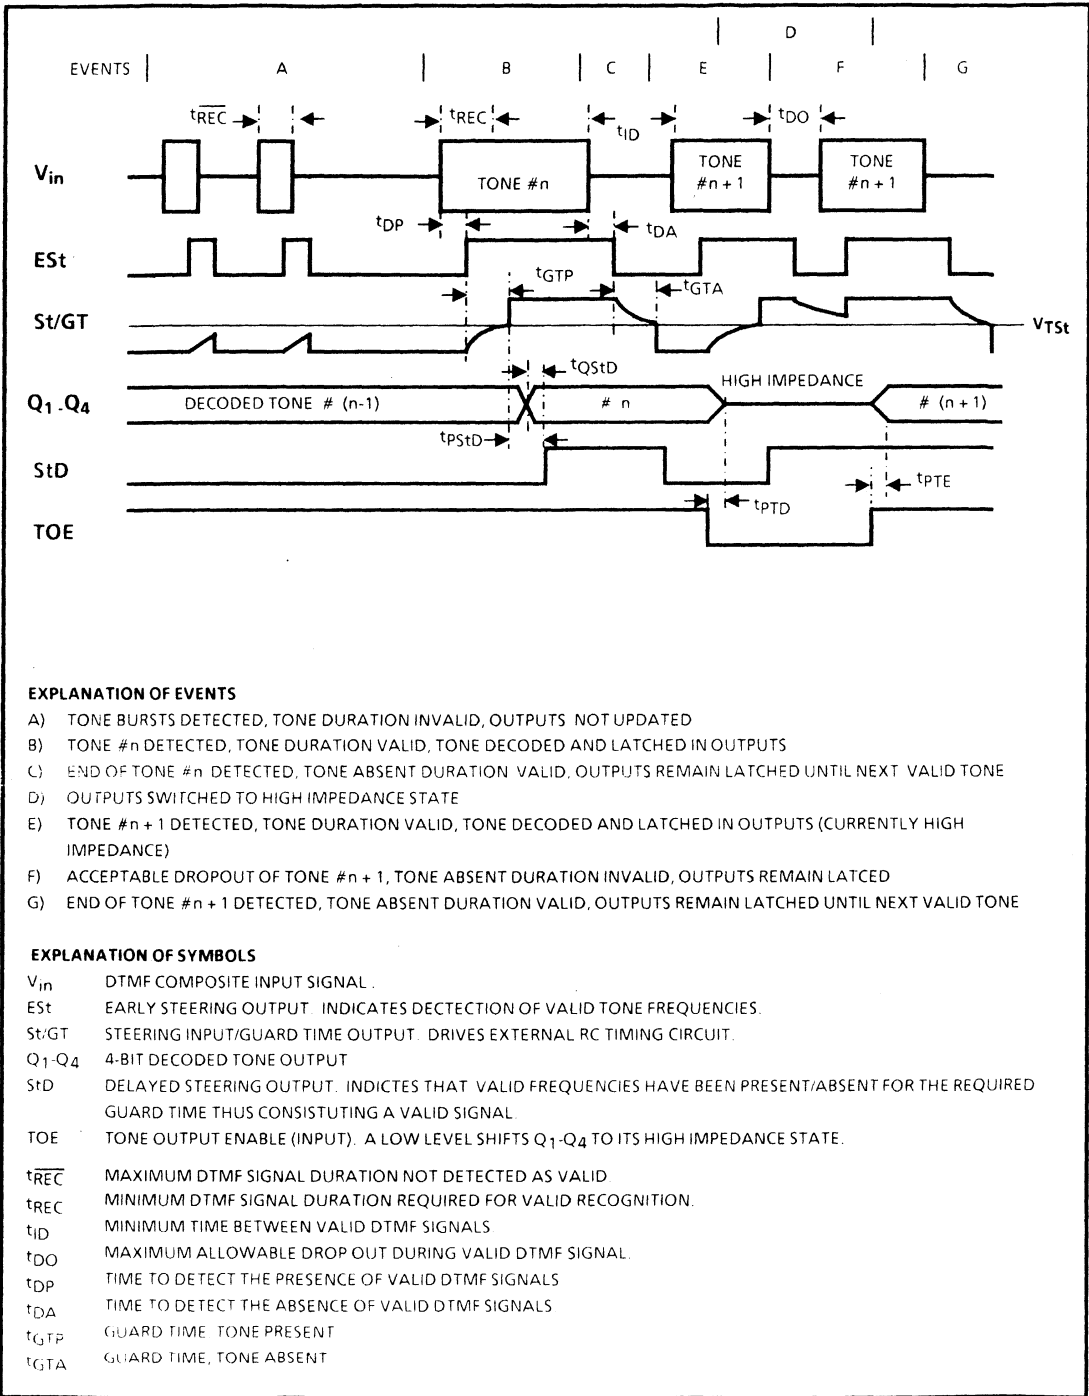 D
EVENTS A B C E F G
tREC tREC tID tDO
Vin TONE #n TONE #n + 1 TONE #n + 1
tDP tDA
ESt
tGTP tGTA
St/GT VTSt
tQStD
HIGH IMPEDANCE
Q1-Q4 DECODED TONE # (n-1) # n # (n + 1)
tPStD
StD
tPTE
tPTD
TOE
EXPLANATION OF EVENTS
A) TONE BURSTS DETECTED, TONE DURATION INVALID, OUTPUTS NOT UPDATED
B) TONE #n DETECTED, TONE DURATION VALID, TONE DECODED AND LATCHED IN OUTPUTS
C) END OF TONE #n DETECTED, TONE ABSENT DURATION VALID, OUTPUTS REMAIN LATCHED UNTIL NEXT VALID TONE
D) OUTPUTS SWITCHED TO HIGH IMPEDANCE STATE
E) TONE #n + 1 DETECTED, TONE DURATION VALID, TONE DECODED AND LATCHED IN OUTPUTS (CURRENTLY HIGH
IMPEDANCE)
F) ACCEPTABLE DROPOUT OF TONE #n + 1, TONE ABSENT DURATION INVALID, OUTPUTS REMAIN LATCED
G) END OF TONE #n + 1 DETECTED, TONE ABSENT DURATION VALID, OUTPUTS REMAIN LATCHED UNTIL NEXT VALID TONE
EXPLANATION OF SYMBOLS
Vin DTMF COMPOSITE INPUT SIGNAL.
ESt EARLY STEERING OUTPUT. INDICATES DECTECTION OF VALID TONE FREQUENCIES.
St/GT STEERING INPUT/GUARD TIME OUTPUT. DRIVES EXTERNAL RC TIMING CIRCUIT.
Q1-Q4 4-BIT DECODED TONE OUTPUT
StD DELAYED STEERING OUTPUT. INDICTES THAT VALID FREQUENCIES HAVE BEEN PRESENT/ABSENT FOR THE REQUIRED
GUARD TIME THUS CONSISTUTING A VALID SIGNAL.
TOE TONE OUTPUT ENABLE (INPUT). A LOW LEVEL SHIFTS Q1-Q4 TO ITS HIGH IMPEDANCE STATE.
tREC MAXIMUM DTMF SIGNAL DURATION NOT DETECTED AS VALID
tREC MINIMUM DTMF SIGNAL DURATION REQUIRED FOR VALID RECOGNITION.
tID MINIMUM TIME BETWEEN VALID DTMF SIGNALS
tDO MAXIMUM ALLOWABLE DROP OUT DURING VALID DTMF SIGNAL.
tDP TIME TO DETECT THE PRESENCE OF VALID DTMF SIGNALS
tDA TIME TO DETECT THE ABSENCE OF VALID DTMF SIGNALS
tGTP GUARD TIME TONE PRESENT
tGTA GUARD TIME, TONE ABSENT